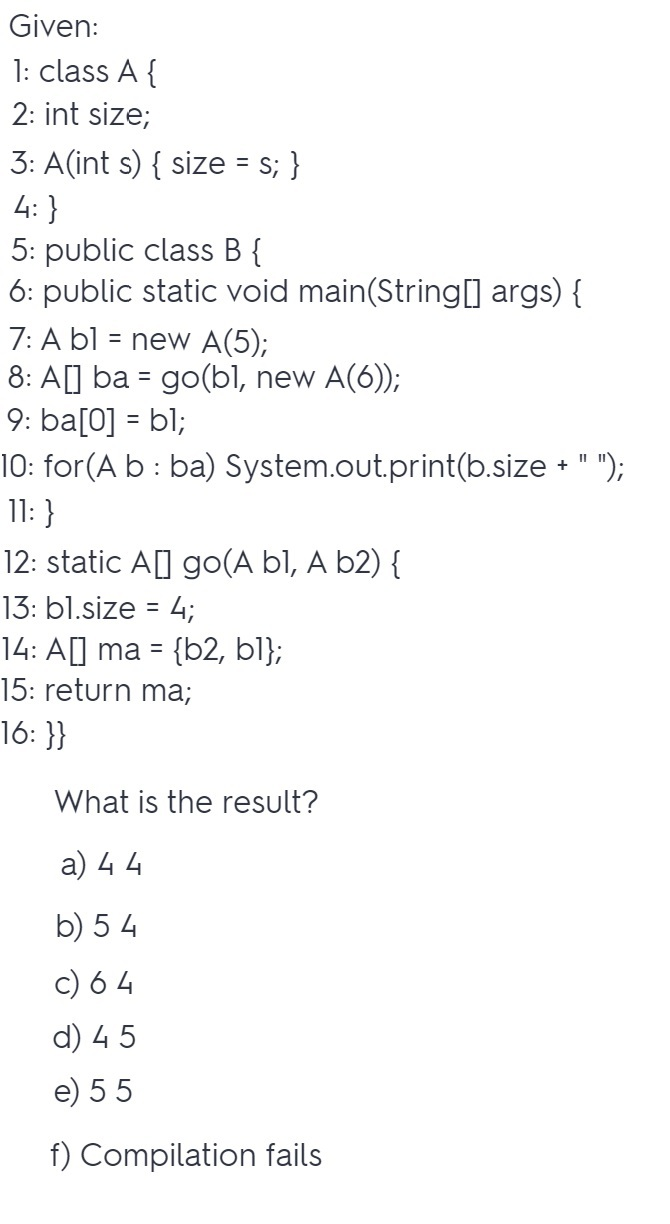 Given:
1: class A {
2: int size;
3: A(int s) { size = s; }
4: }
5: public class B {
6: public static void main(String[] args) {
7: A b1 = new A(5);
8: A[] ba = go(b1, new A(6));
9: ba[0] = b1;
10: for(A b : ba) System.out.print(b.size + " ");
11: }
12: static A[] go(A b1, A b2) {
13: b1.size = 4;
14: A[] ma = {b2, b1};
15: return ma;
16: }}
What is the result?
a) 4 4
b) 5 4
c) 6 4
d) 4 5
e) 5 5
f) Compilation fails